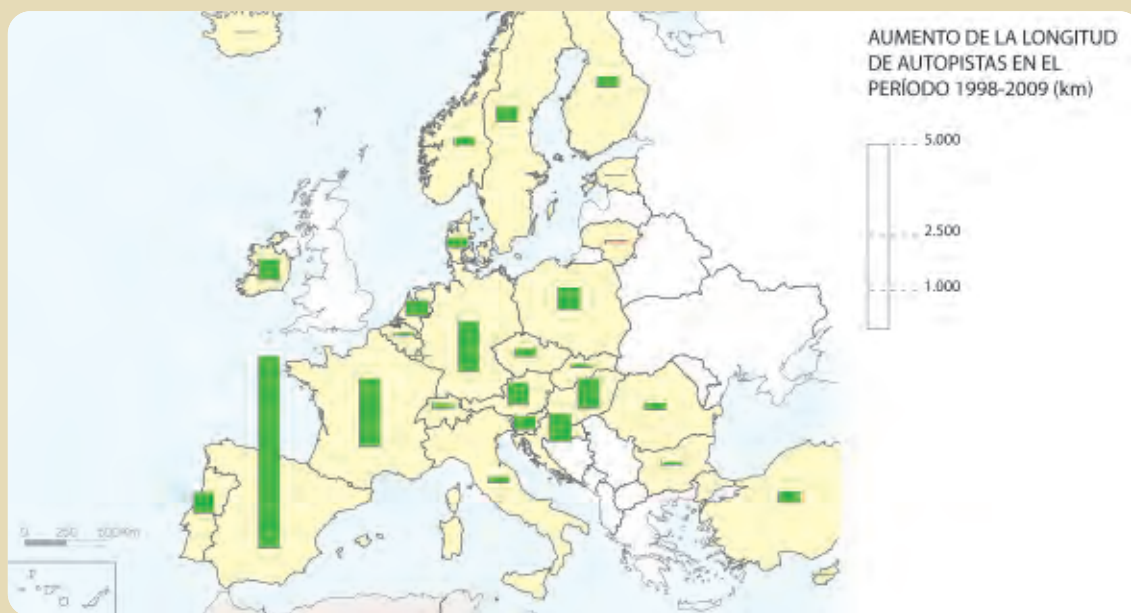 AUMENTO DE LA LONGITUD
DE AUTOPISTAS EN EL
PERÍODO 1998-2009 (km)
5.000
2.500
1.000
0 250 500 Km